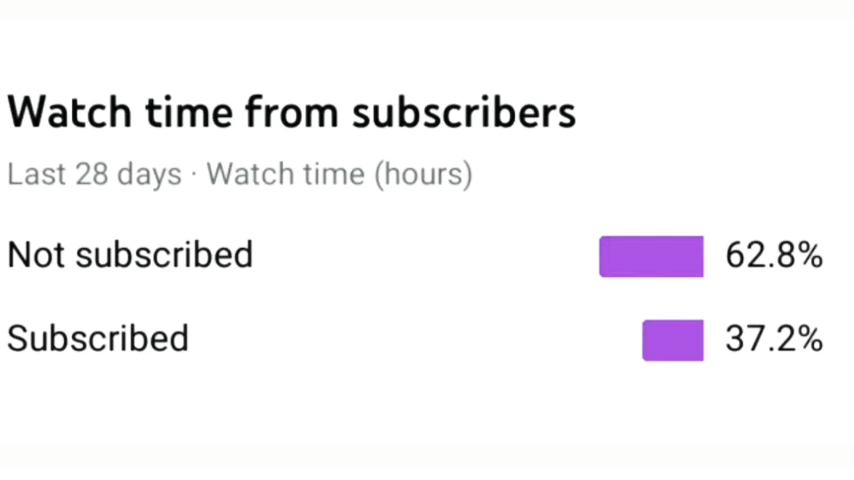 Watch time from subscribers
Last 28 days · Watch time (hours)
Not subscribed 62.8%
Subscribed 37.2%